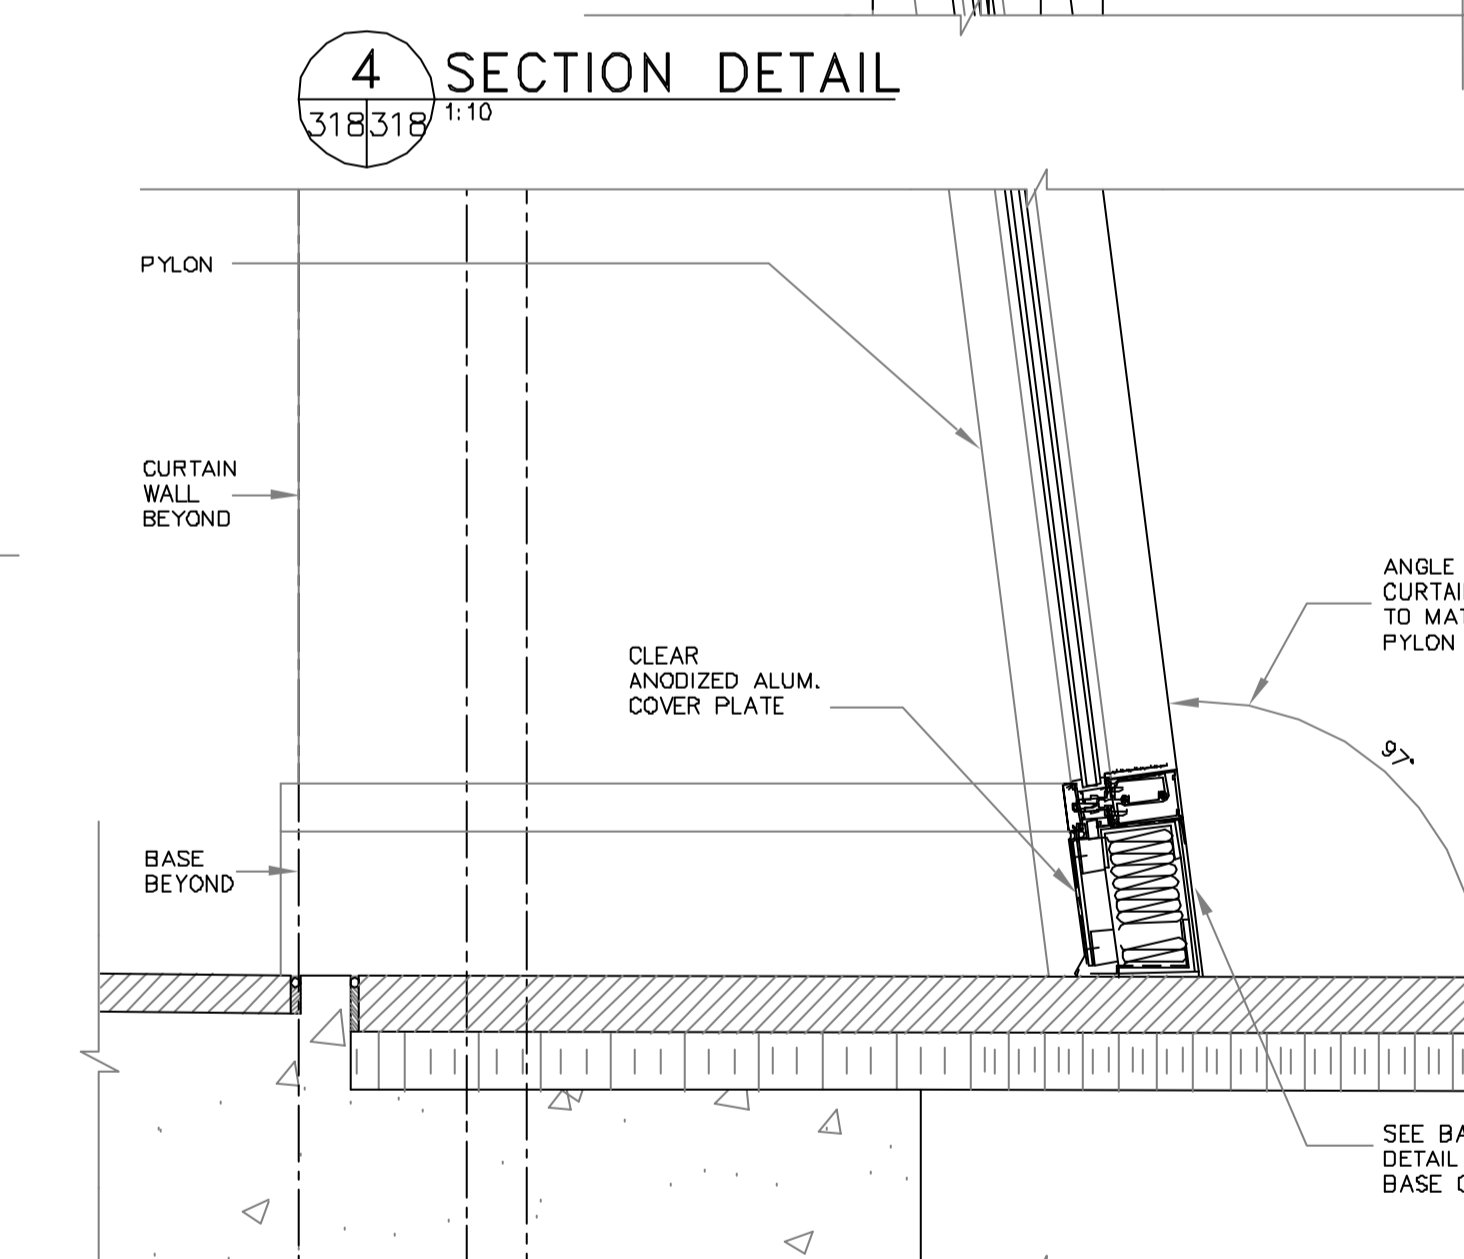 4
SECTION DETAIL
318 318
1:10
PYLON
CURTAIN
WALL
BEYOND
ANGLE
CURTAI
TO MAT
PYLON
CLEAR
ANODIZED ALUM.
COVER PLATE
97°
BASE
BEYOND
SEE BA
DETAIL
BASE